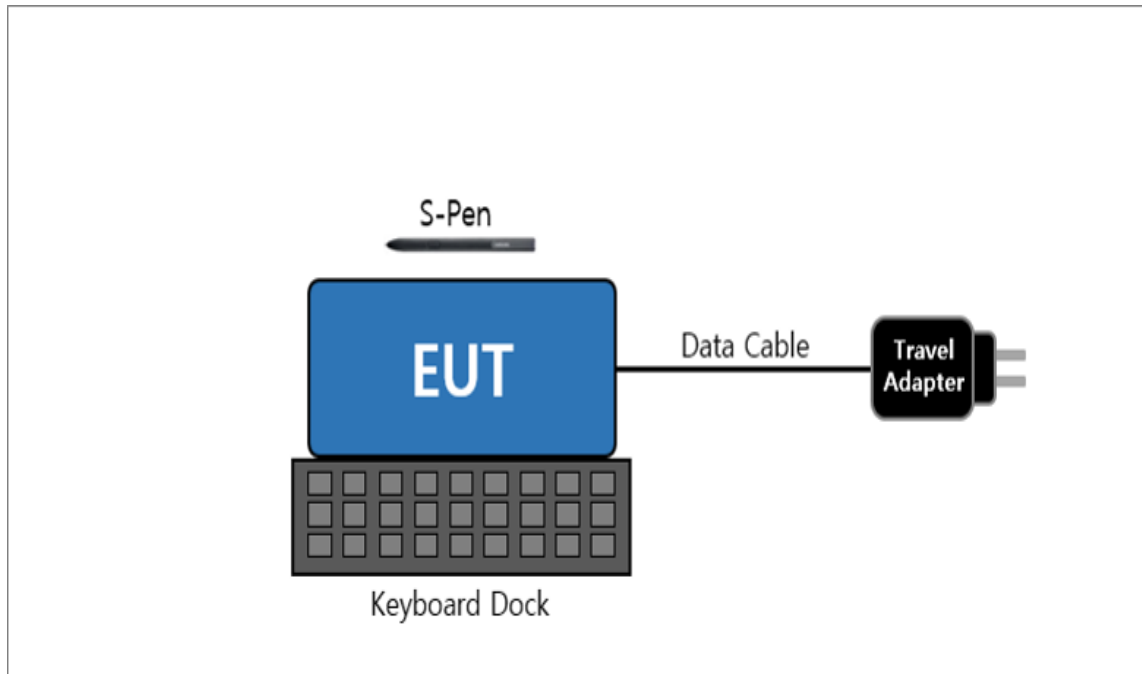 S-Pen
EUT
Data Cable
Travel
Adapter
Keyboard Dock